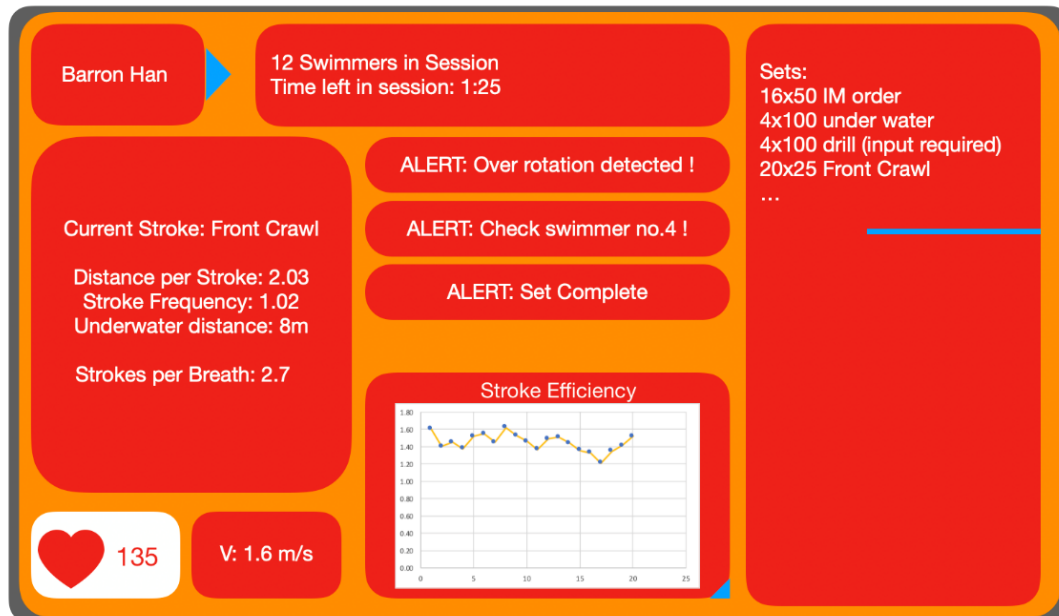 Barron Han
12 Swimmers in Session
Time left in session: 1:25
Sets:
16x50 IM order
4x100 under water
4x100 drill (input required)
20x25 Front Crawl
...
ALERT: Over rotation detected !
ALERT: Check swimmer no.4 !
ALERT: Set Complete
Current Stroke: Front Crawl
Distance per Stroke: 2.03
Stroke Frequency: 1.02
Underwater distance: 8m
Strokes per Breath: 2.7
135
V: 1.6 m/s
Stroke Efficiency
1.80
1.60
1.40
1.20
1.00
0.80
0.60
0.40
0.20
0.00
0 5 10 15 20 25